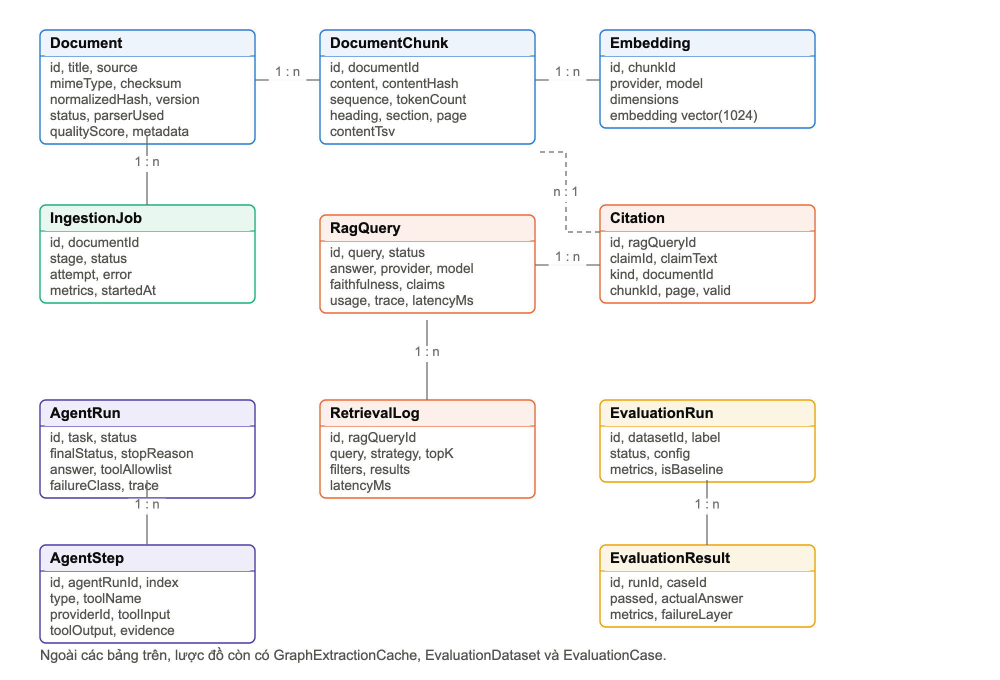 Document
id, title, source
mimeType, checksum
normalizedHash, version
status, parserUsed
qualityScore, metadata
1 : n
DocumentChunk
id, documentId
content, contentHash
sequence, tokenCount
heading, section, page
contentTsv
1 : n
Embedding
id, chunkId
provider, model
dimensions
embedding vector(1024)
1 : n
n : 1
IngestionJob
id, documentId
stage, status
attempt, error
metrics, startedAt
RagQuery
id, query, status
answer, provider, model
faithfulness, claims
usage, trace, latencyMs
1 : n
Citation
id, ragQueryId
claimId, claimText
kind, documentId
chunkId, page, valid
1 : n
AgentRun
id, task, status
finalStatus, stopReason
answer, toolAllowlist
failureClass, trace
RetrievalLog
id, ragQueryId
query, strategy, topK
filters, results
latencyMs
EvaluationRun
id, datasetId, label
status, config
metrics, isBaseline
1 : n
1 : n
AgentStep
id, agentRunId, index
type, toolName
providerId, toolInput
toolOutput, evidence
EvaluationResult
id, runId, caseId
passed, actualAnswer
metrics, failureLayer
Ngoài các bảng trên, lược đồ còn có GraphExtractionCache, EvaluationDataset và EvaluationCase.